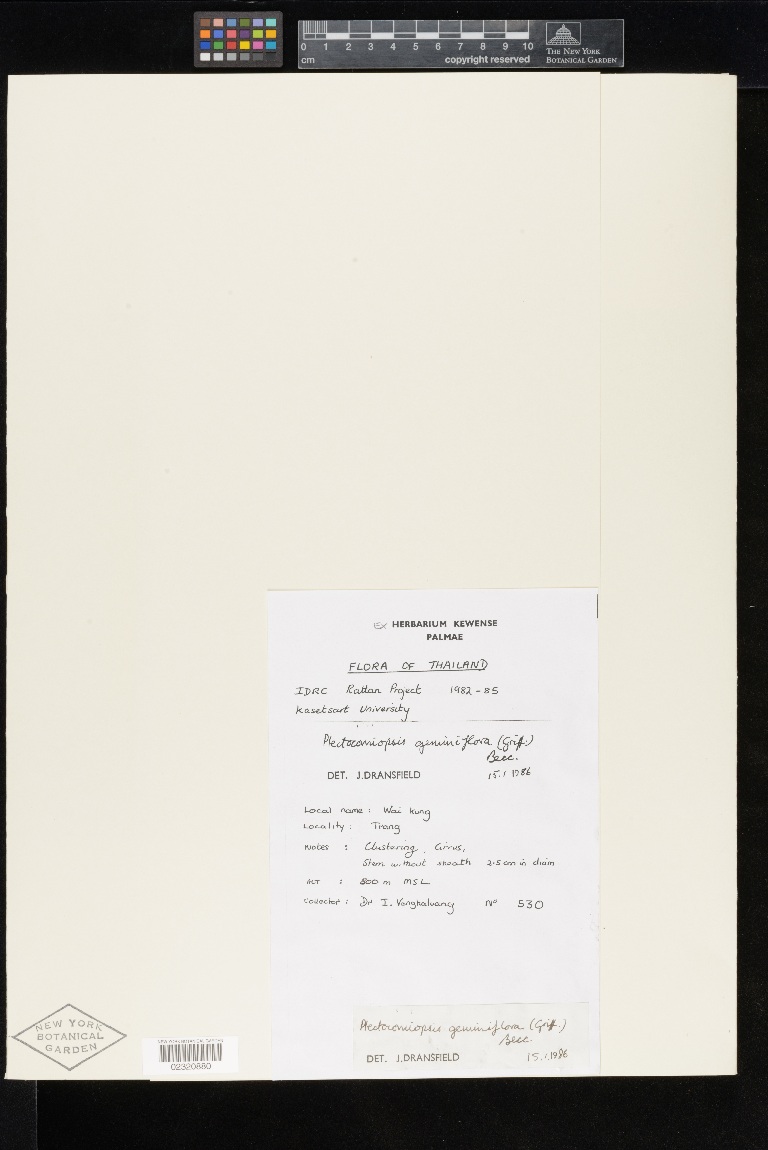 0 1 2 3 4 5 6 7 8 9 10
cm
copyright reserved
THE NEW YORK
BOTANICAL GARDEN
EX HERBARIUM KEWENSE
PALMAE
FLORA OF THAILAND
IDRC Rattan Project 1982-85
Kasetsart University
Plectocomiopsis geminiflora (Griff.)
Becc.
DET. J.DRANSFIELD 15.1.1986
Local name : Wai Kung
Locality : Trang
Notes : Clustering, Cirrus,
Stem without sheath 2.5 cm in diam
ALT : 800 m MSL
Collector : Dr I. Vongkaluang No 530
Plectocomiopsis geminiflora (Griff.)
Becc.
DET. J.DRANSFIELD 15.1.1986
NEW YORK
BOTANICAL
GARDEN
NEW YORK BOTANICAL GARDEN
02320880